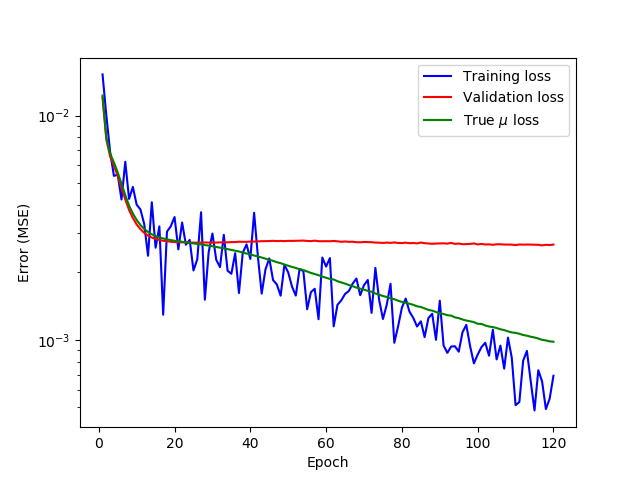 Training loss
Validation loss
True μ loss
10⁻²
10⁻³
Error (MSE)
0 20 40 60 80 100 120
Epoch